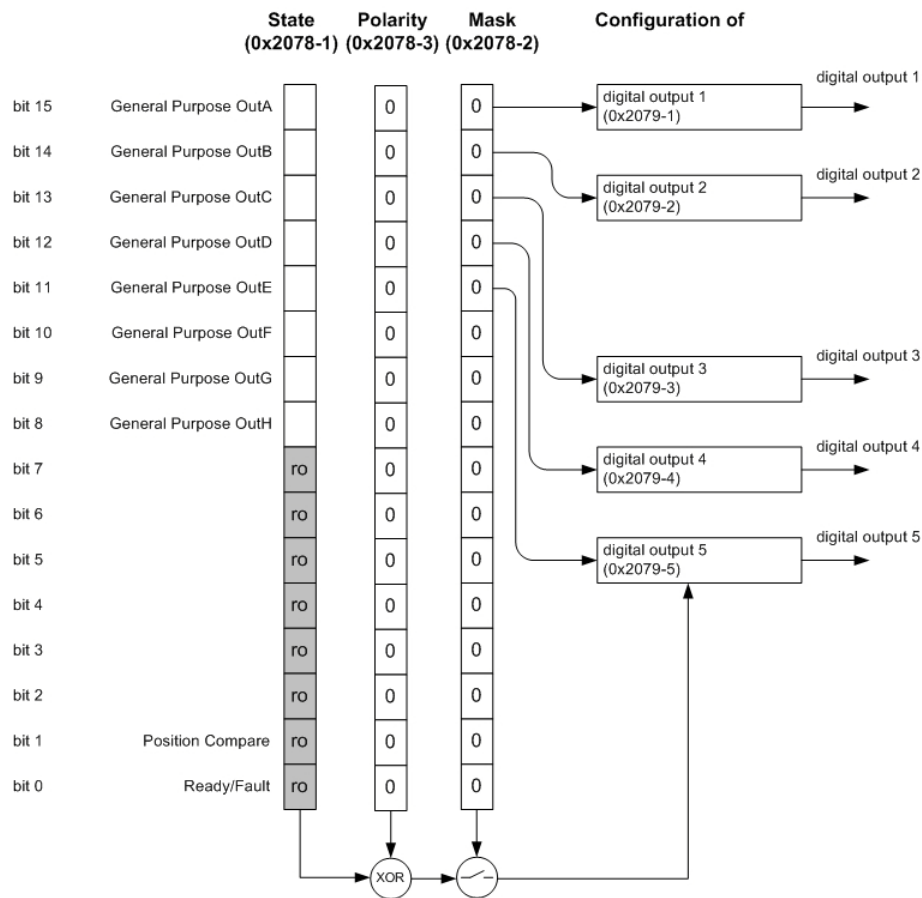 State Polarity Mask Configuration of
(0x2078-1) (0x2078-3) (0x2078-2)
digital output 1
bit 15 General Purpose OutA 0 0 digital output 1
(0x2079-1)
bit 14 General Purpose OutB 0 0
digital output 2
digital output 2
(0x2079-2)
bit 13 General Purpose OutC 0 0
bit 12 General Purpose OutD 0 0
bit 11 General Purpose OutE 0 0
bit 10 General Purpose OutF 0 0
digital output 3
bit 9 General Purpose OutG 0 0 digital output 3
(0x2079-3)
bit 8 General Purpose OutH 0 0
digital output 4
bit 7 ro 0 0 digital output 4
(0x2079-4)
bit 6 ro 0 0
digital output 5
bit 5 ro 0 0 digital output 5
(0x2079-5)
bit 4 ro 0 0
bit 3 ro 0 0
bit 2 ro 0 0
bit 1 Position Compare ro 0 0
bit 0 Ready/Fault ro 0 0
XOR